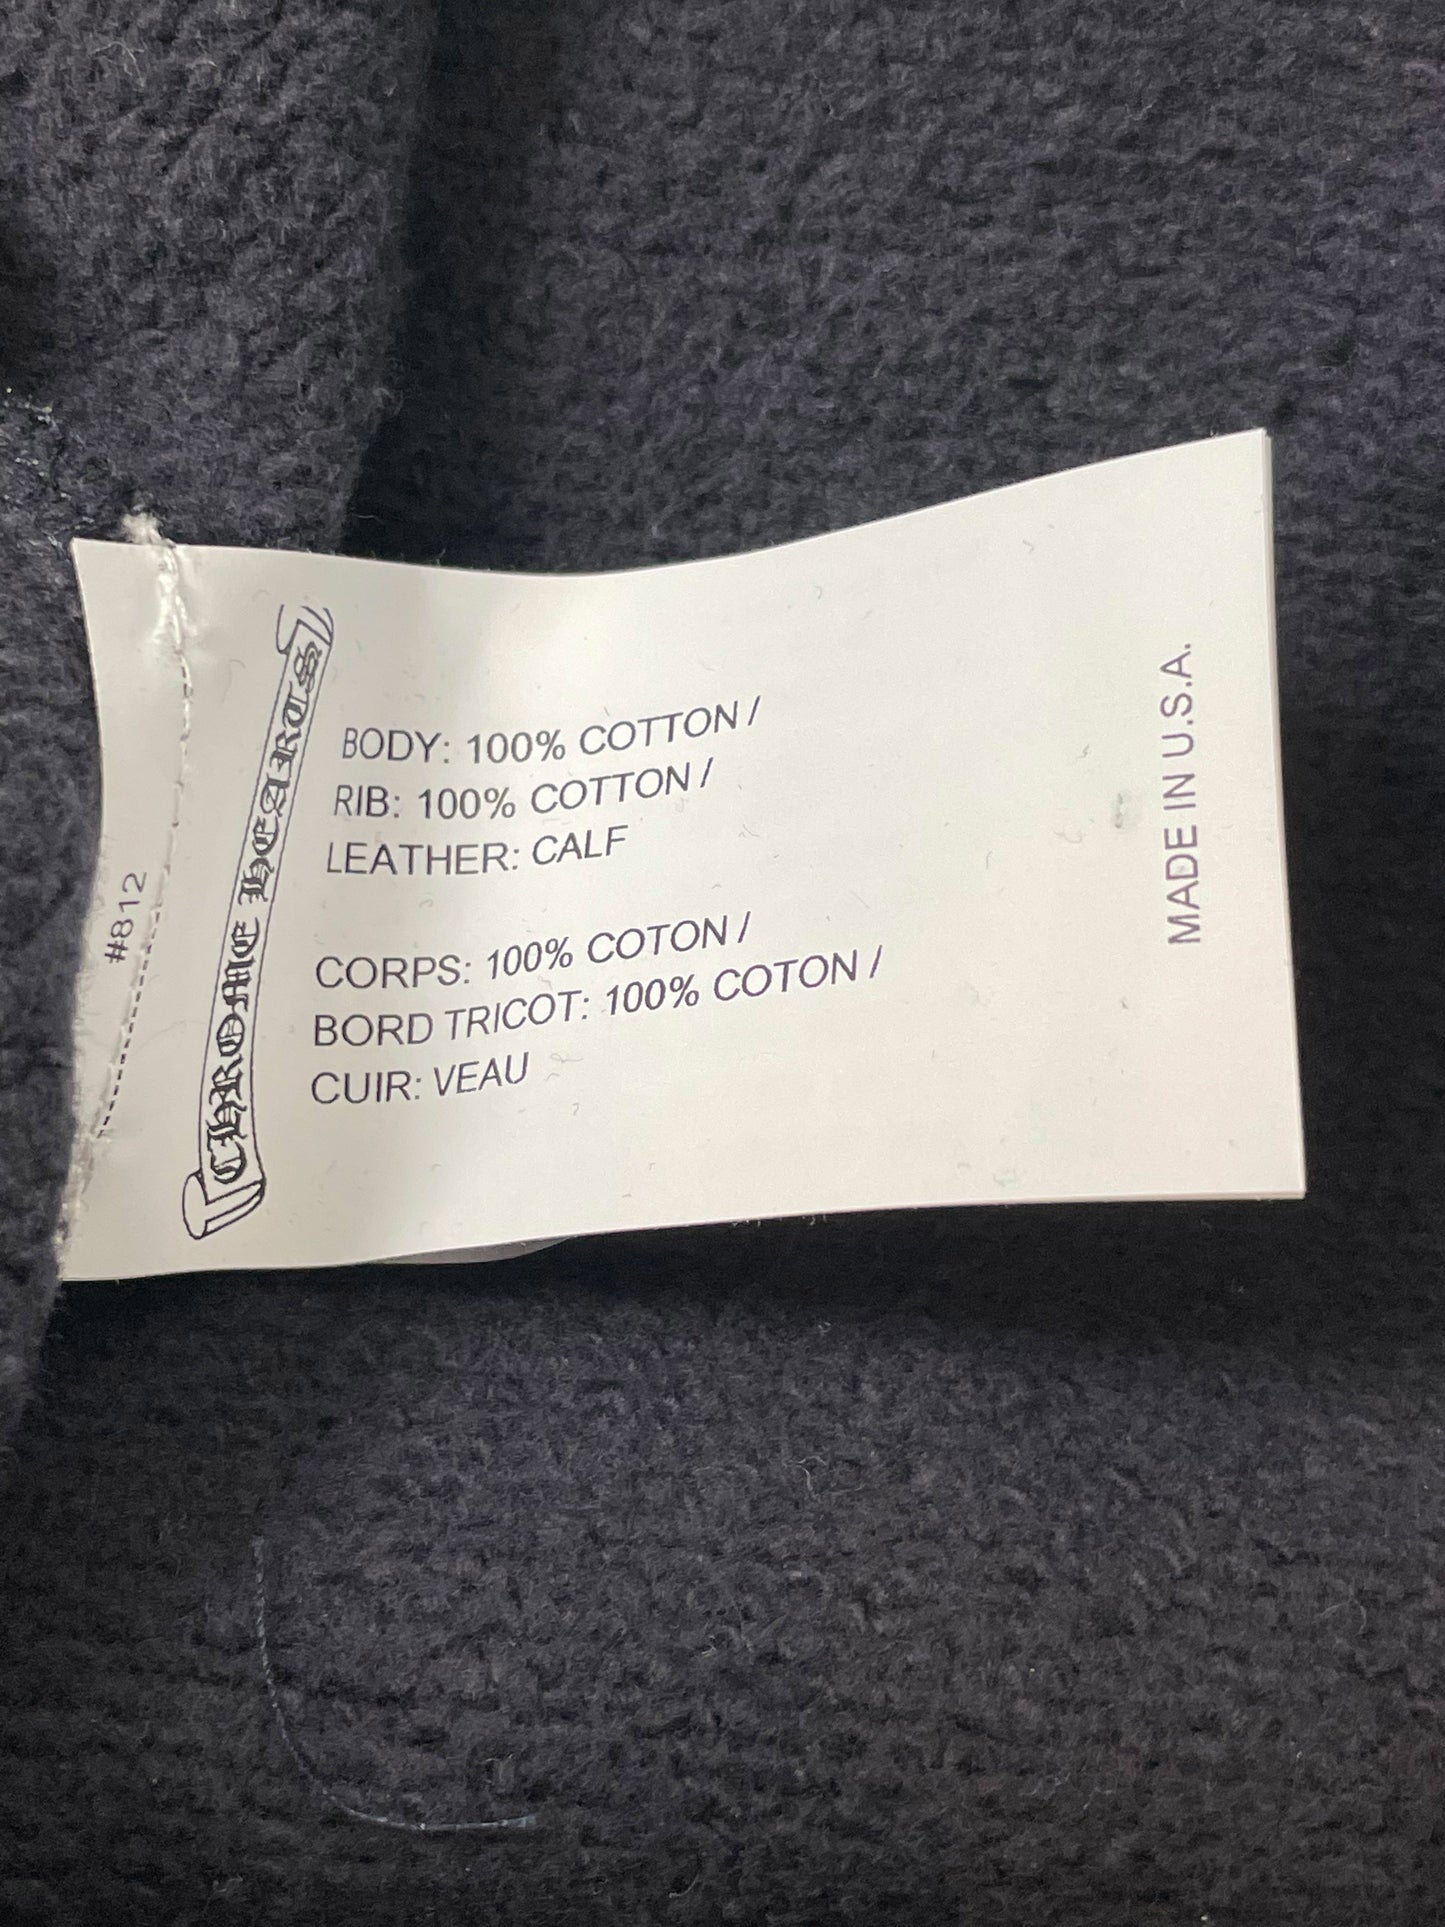 #812
CHROME HEARTS
BODY: 100% COTTON /
RIB: 100% COTTON /
LEATHER: CALF
CORPS: 100% COTON /
BORD TRICOT: 100% COTON /
CUIR: VEAU
MADE IN U.S.A.